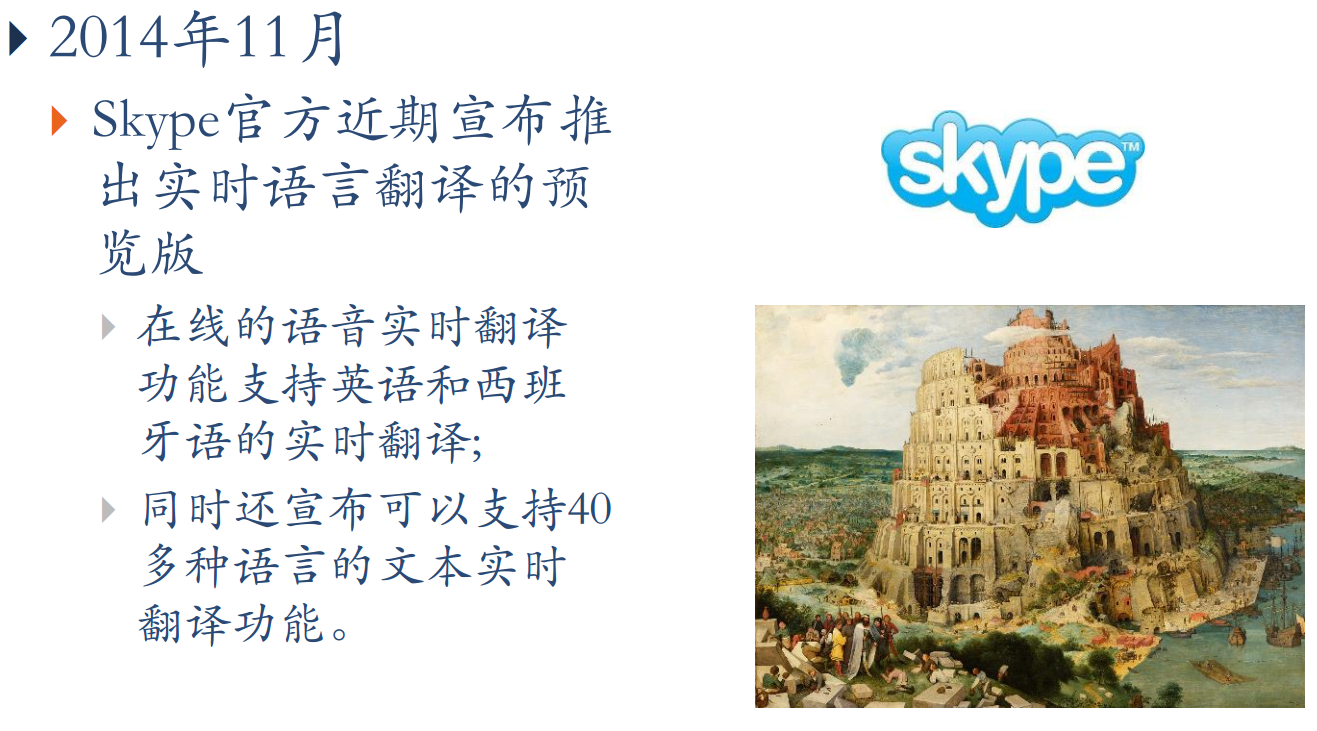 2014年11月
Skype官方近期宣布推
出实时语言翻译的预
览版
在线的语音实时翻译
功能支持英语和西班
牙语的实时翻译;
同时还宣布可以支持40
多种语言的文本实时
翻译功能。
skype™